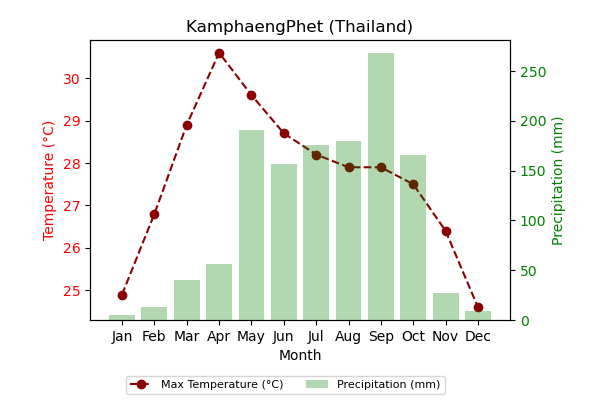 KamphaengPhet (Thailand)
Temperature (°C)
30
29
28
27
26
25
Precipitation (mm)
250
200
150
100
50
0
Jan Feb Mar Apr May Jun Jul Aug Sep Oct Nov Dec
Month
Max Temperature (°C) Precipitation (mm)